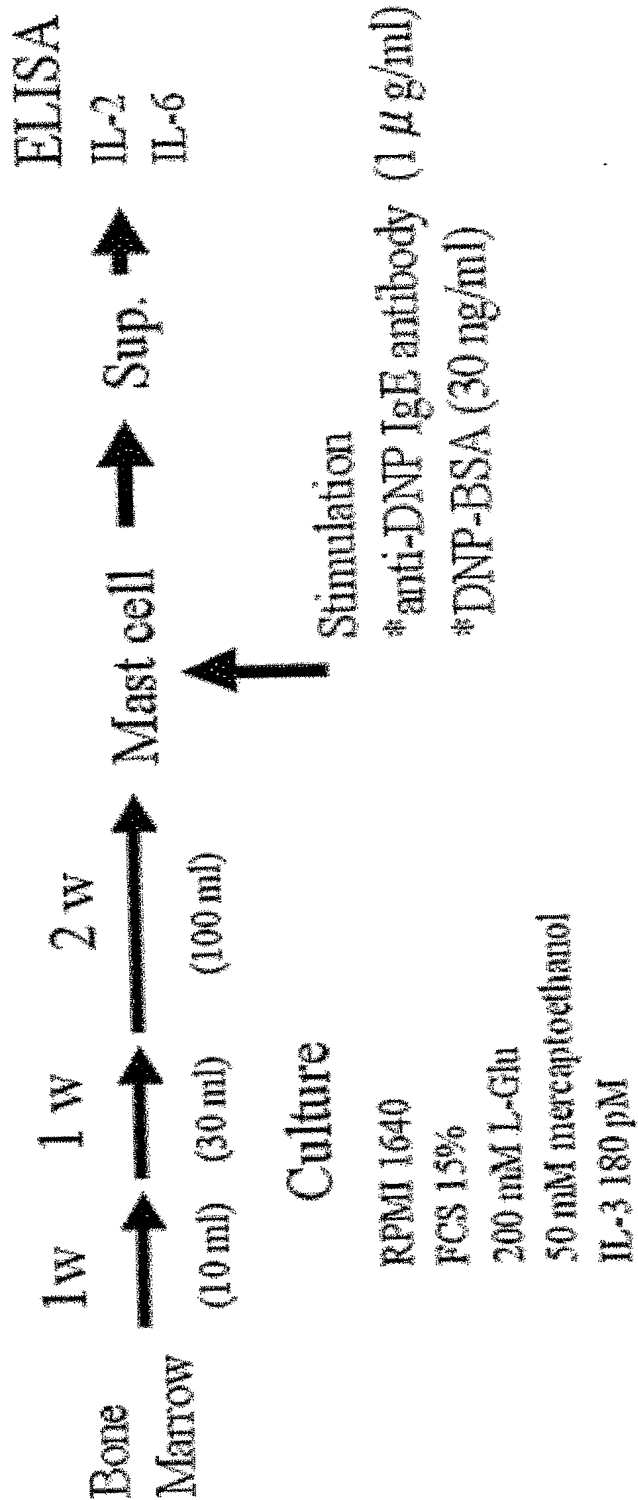 Bone
Marrow
1w
(10 ml)
1 w
(30 ml)
2 w
(100 ml)
Mast cell
Sup.
ELISA
IL-2
IL-6
Culture
RPMI 1640
FCS 15%
200 mM L-Glu
50 mM mercaptoethanol
IL-3 180 pM
Stimulation
*anti-DNP IgE antibody (1 μ g/ml)
*DNP-BSA (30 ng/ml)